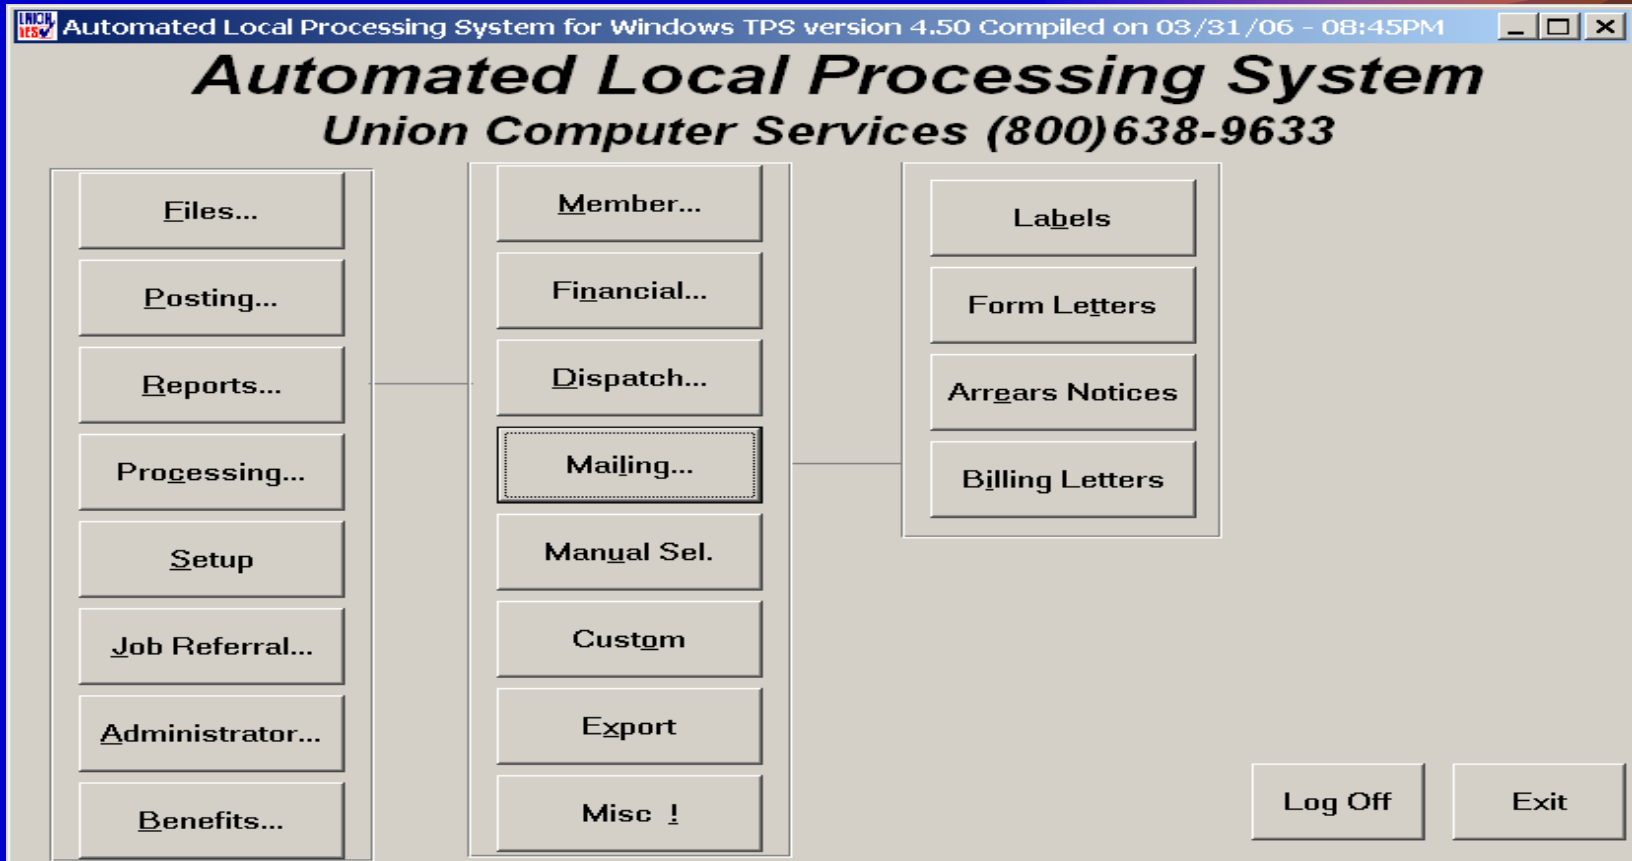 UNION YES
Automated Local Processing System for Windows TPS version 4.50 Compiled on 03/31/06 - 08:45PM
Automated Local Processing System
Union Computer Services (800)638-9633
Files...
Posting...
Reports...
Processing...
Setup
Job Referral...
Administrator...
Benefits...
Member...
Financial...
Dispatch...
Mailing...
Manual Sel.
Custom
Export
Misc !
Labels
Form Letters
Arrears Notices
Billing Letters
Log Off
Exit